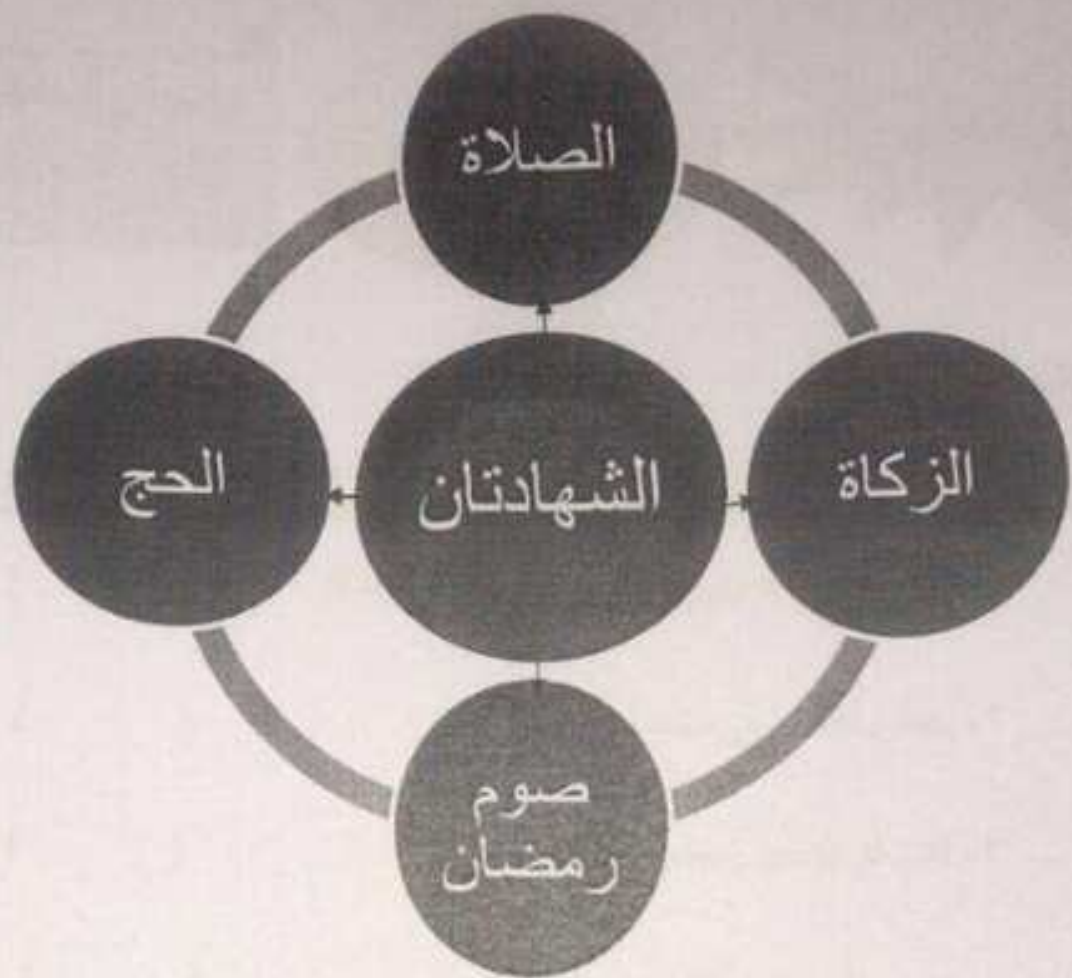 الصلاة
الزكاة
الشهادتان
الحج
صوم
رمضان